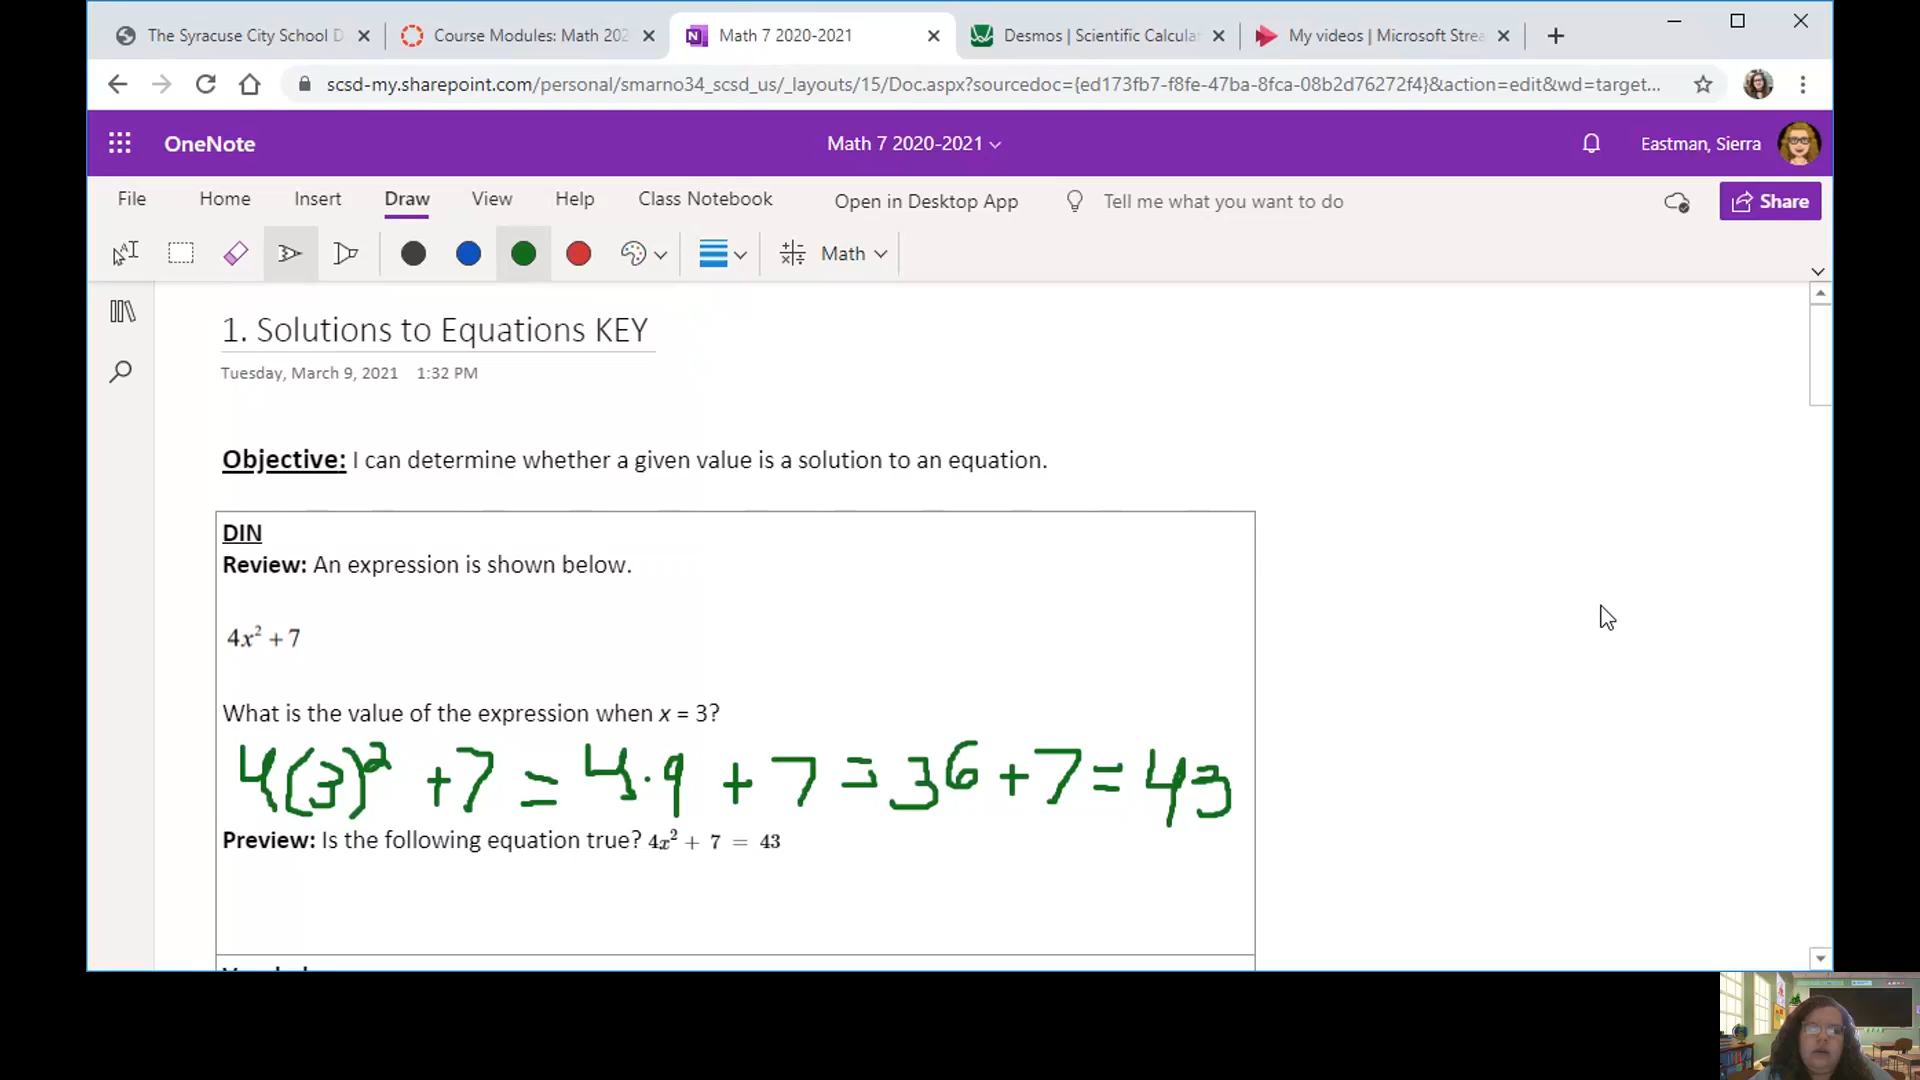 The Syracuse City School D
Course Modules: Math 202
Math 7 2020-2021
Desmos | Scientific Calcula
My videos | Microsoft Strea
scsd-my.sharepoint.com/personal/smarno34_scsd_us/_layouts/15/Doc.aspx?sourcedoc={ed173fb7-f8fe-47ba-8fca-08b2d76272f4}&action=edit&wd=target...
OneNote
Math 7 2020-2021
Eastman, Sierra
File Home Insert Draw View Help Class Notebook Open in Desktop App Tell me what you want to do Share
Math
1. Solutions to Equations KEY
Tuesday, March 9, 2021 1:32 PM
Objective: I can determine whether a given value is a solution to an equation.
DIN
Review: An expression is shown below.
4x² + 7
What is the value of the expression when x = 3?
4(3)² +7 = 4·9 + 7 = 36 + 7 = 43
Preview: Is the following equation true? 4x² + 7 = 43